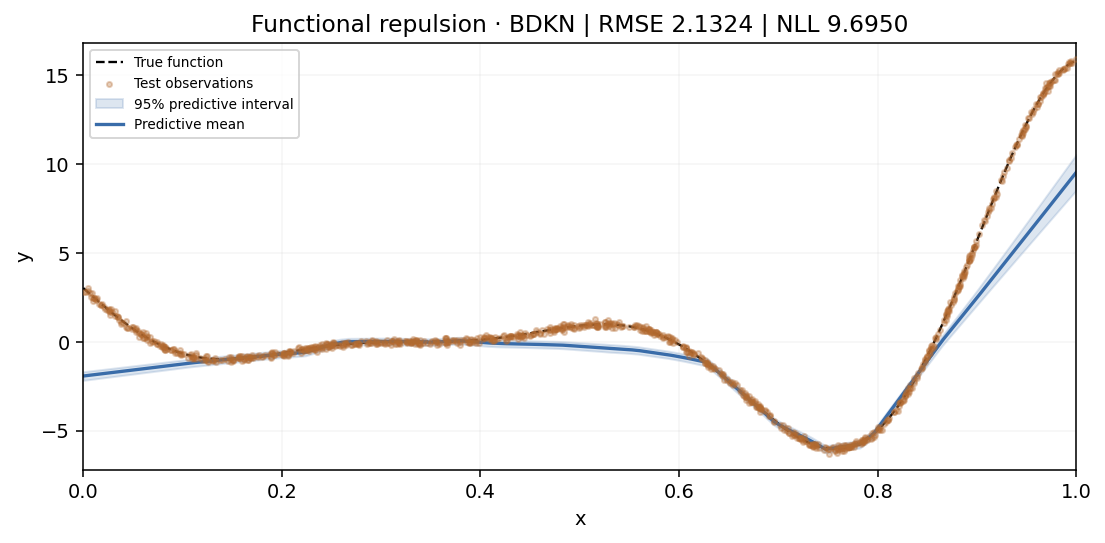 Functional repulsion · BDKN | RMSE 2.1324 | NLL 9.6950
True function
Test observations
95% predictive interval
Predictive mean
15
10
5
0
−5
y
0.0 0.2 0.4 0.6 0.8 1.0
x